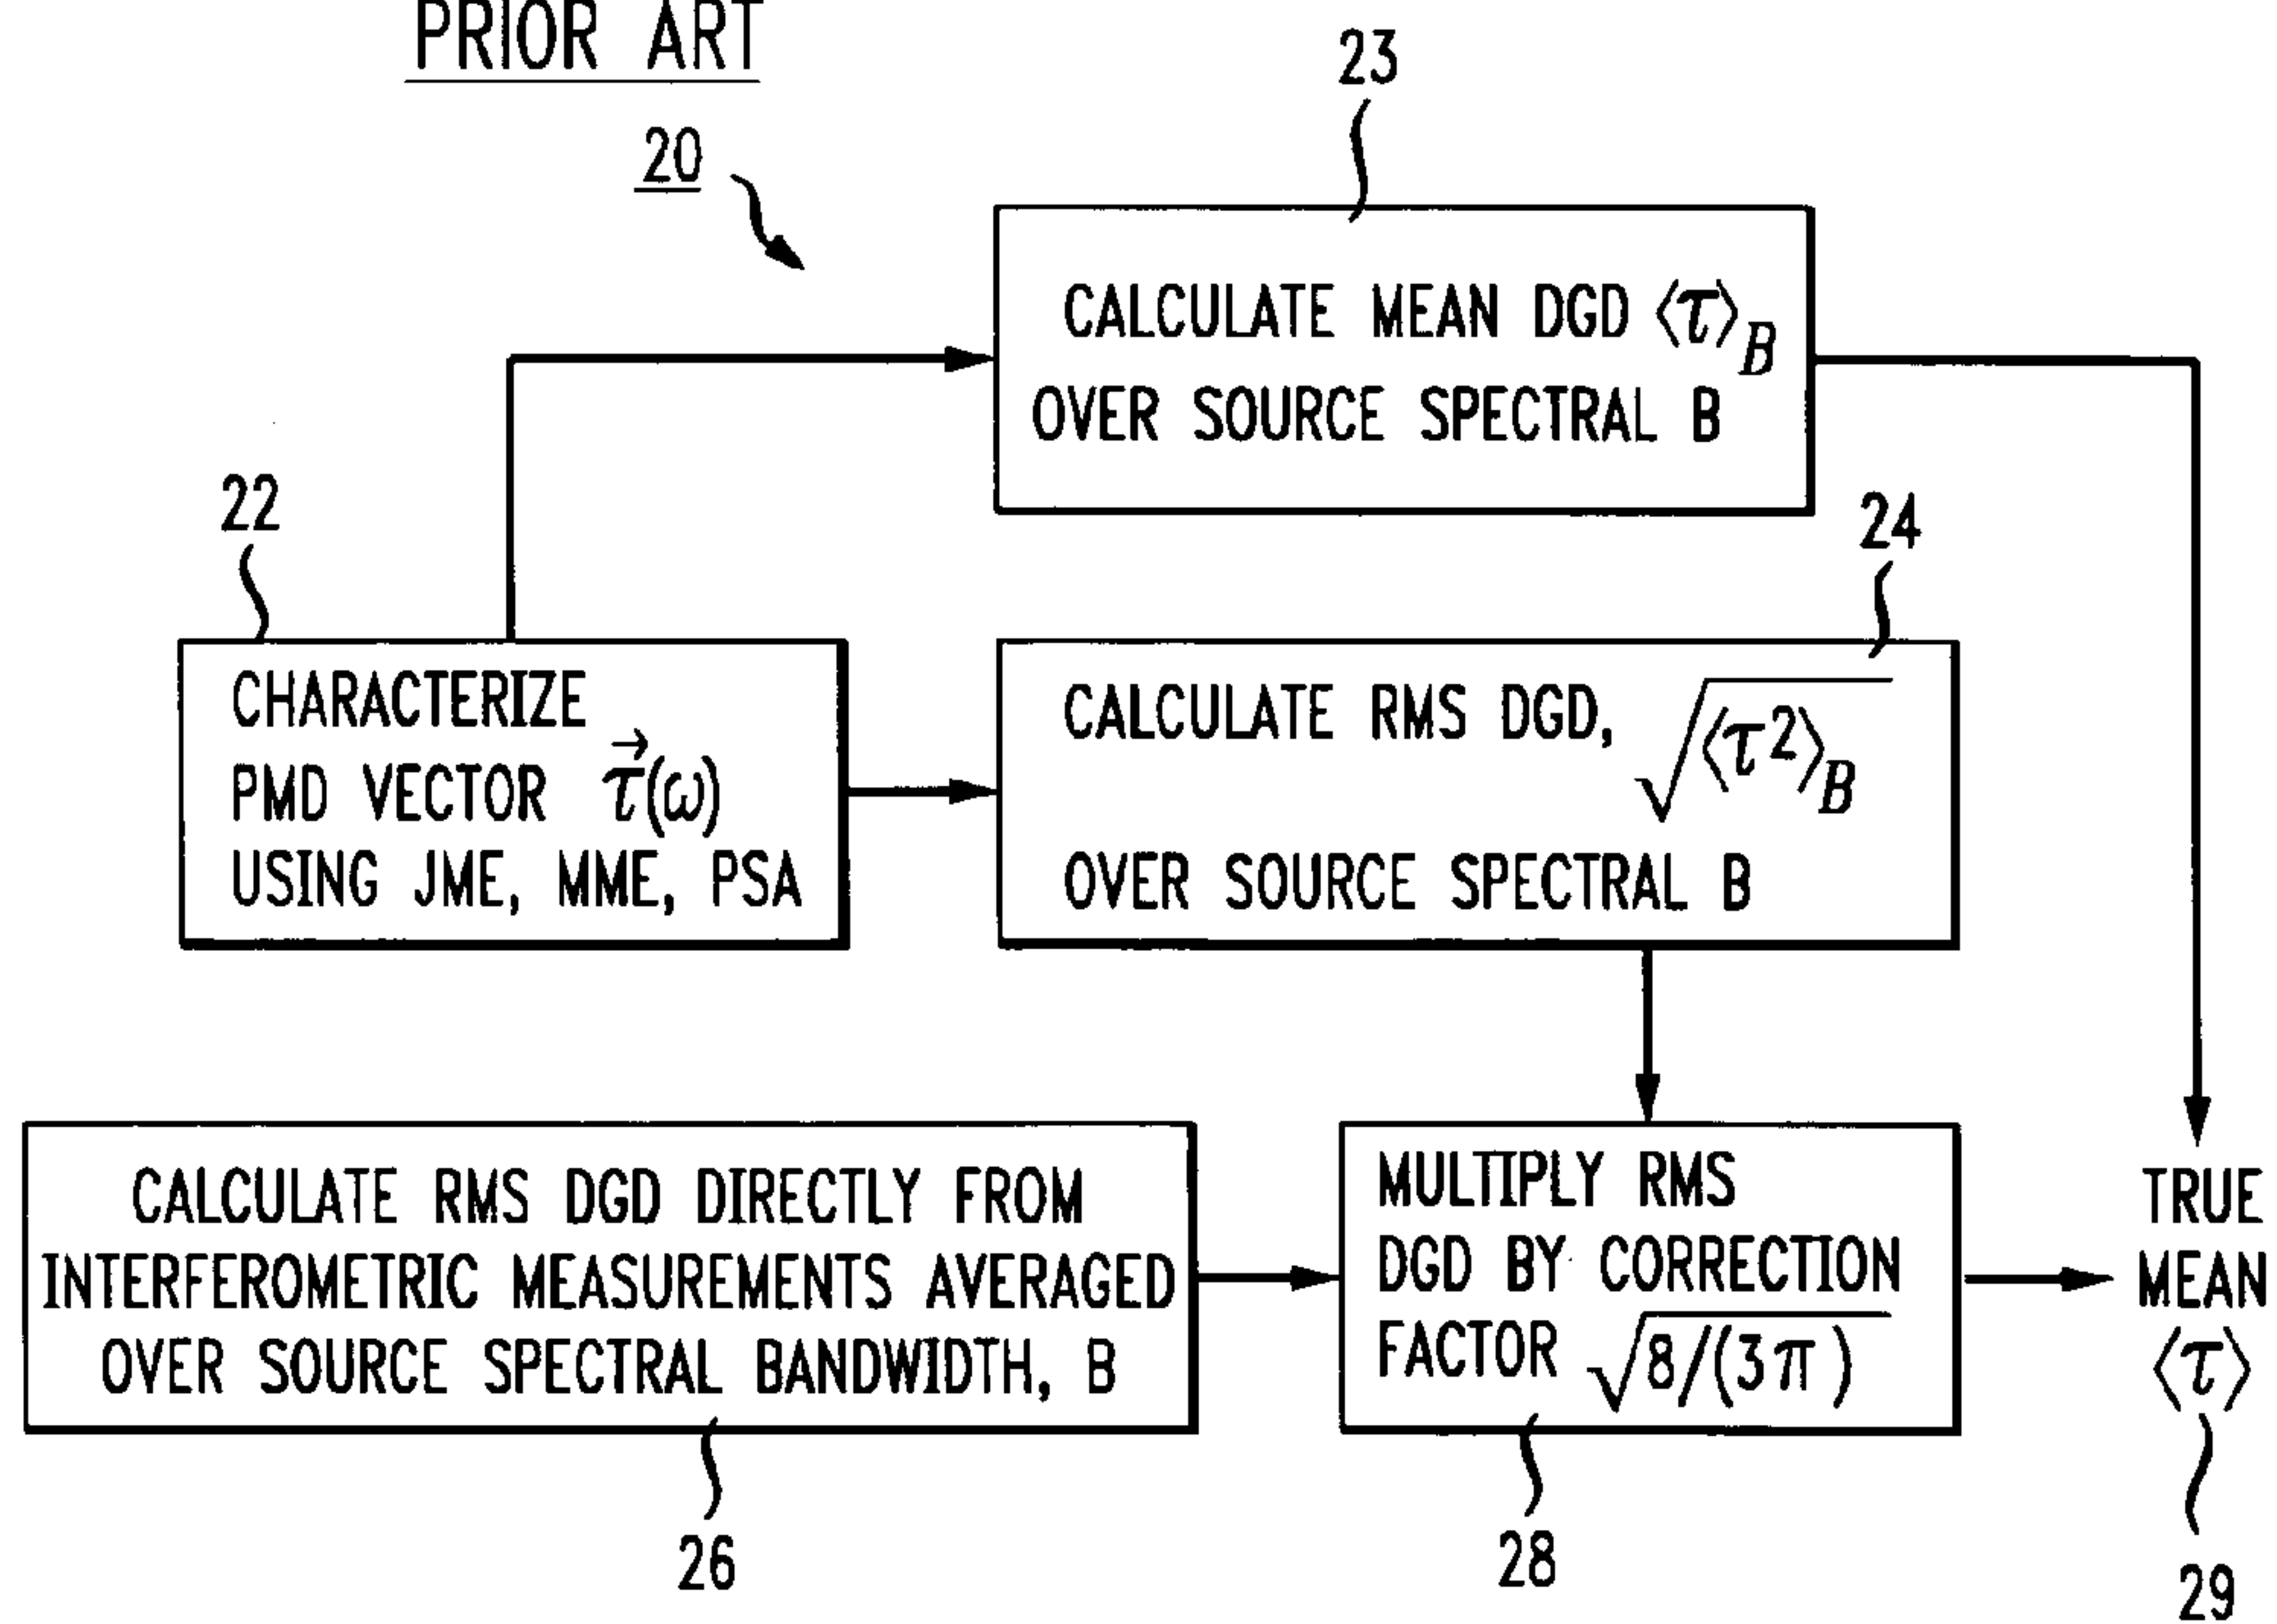 PRIOR ART
20
23
CALCULATE MEAN DGD ⟨τ⟩B
OVER SOURCE SPECTRAL B
22
CHARACTERIZE
PMD VECTOR τ⃗(ω)
USING JME, MME, PSA
24
CALCULATE RMS DGD, √⟨τ²⟩B
OVER SOURCE SPECTRAL B
CALCULATE RMS DGD DIRECTLY FROM
INTERFEROMETRIC MEASUREMENTS AVERAGED
OVER SOURCE SPECTRAL BANDWIDTH, B
26
MULTIPLY RMS
DGD BY CORRECTION
FACTOR √8/(3π)
28
TRUE
MEAN
⟨τ⟩
29